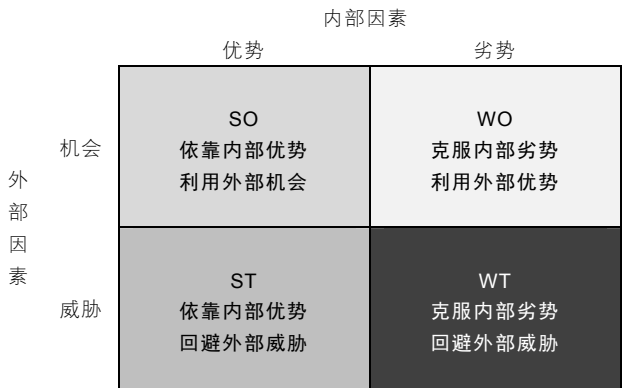 内部因素
优势
劣势
外部因素
机会
SO
依靠内部优势
利用外部机会
WO
克服内部劣势
利用外部优势
威胁
ST
依靠内部优势
回避外部威胁
WT
克服内部劣势
回避外部威胁